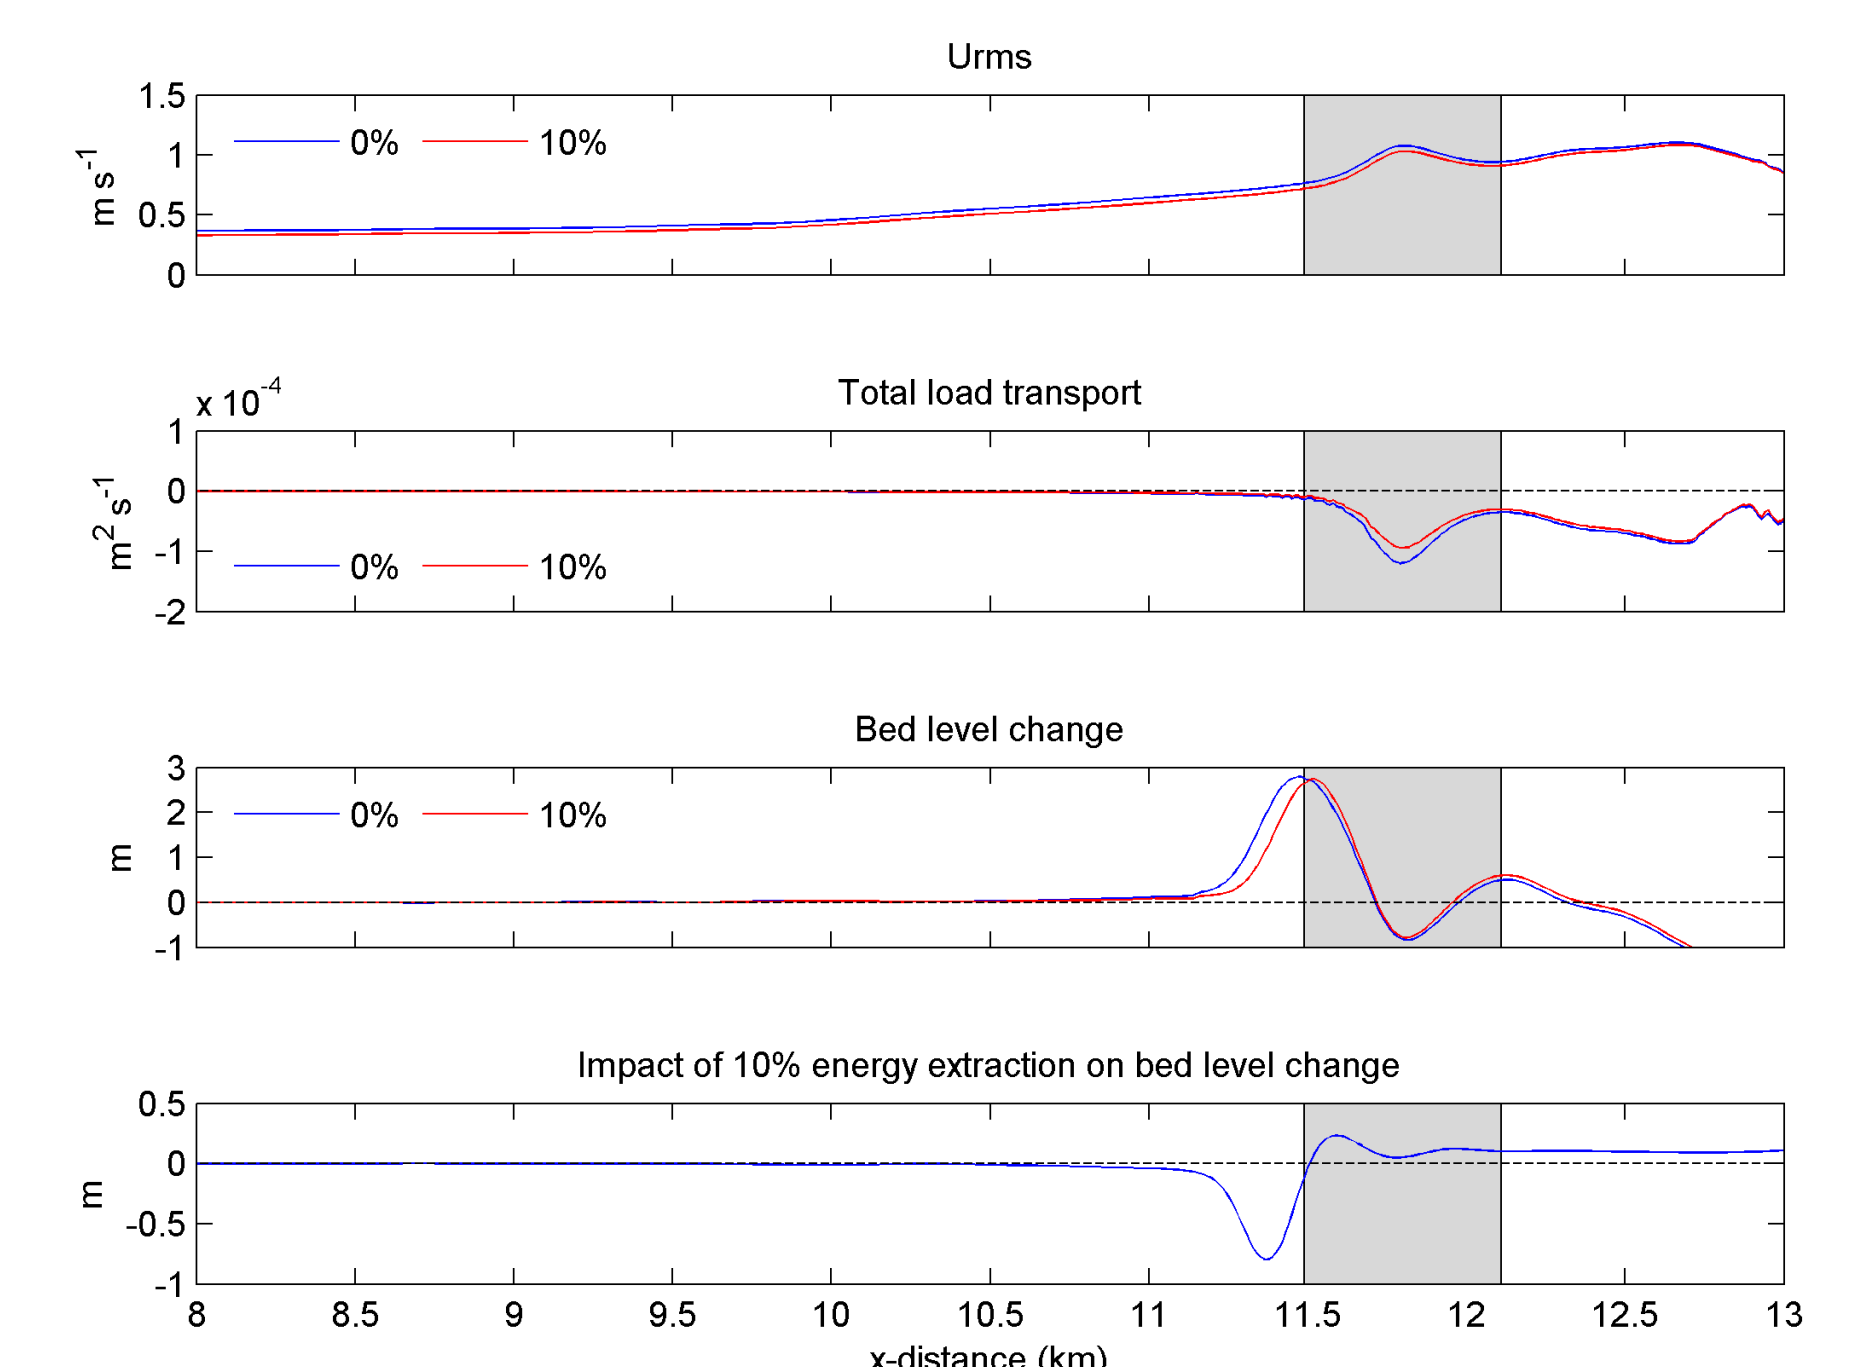 Urms
1.5
1
0.5
0
m s-1
0% 10%
Total load transport
x 10-4
1
0
-1
-2
m2 s-1
0% 10%
Bed level change
3
2
1
0
-1
m
0% 10%
Impact of 10% energy extraction on bed level change
0.5
0
-0.5
-1
m
8 8.5 9 9.5 10 10.5 11 11.5 12 12.5 13
x-distance (km)